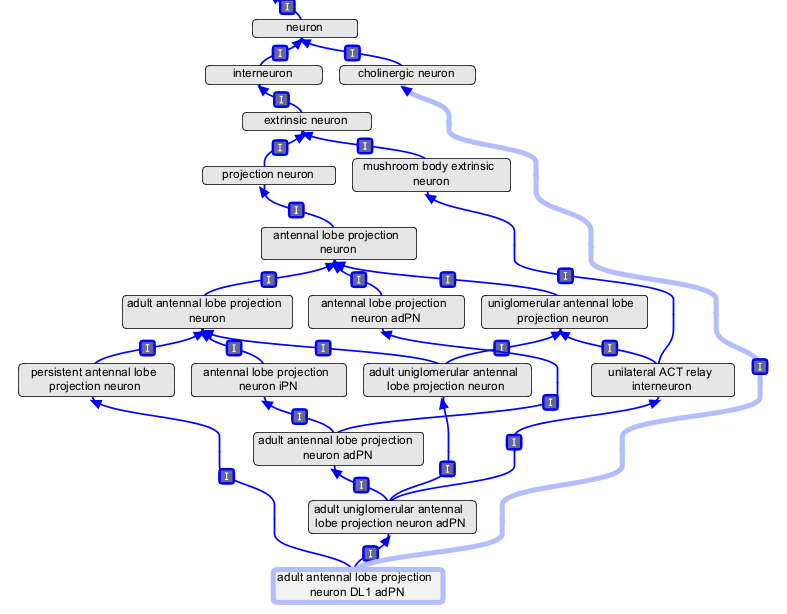 I
neuron
I
I
interneuron
cholinergic neuron
I
extrinsic neuron
I
I
projection neuron
mushroom body extrinsic
neuron
I
antennal lobe projection
neuron
I
I
I
I
adult antennal lobe projection
neuron
antennal lobe projection
neuron adPN
uniglomerular antennal lobe
projection neuron
I
I
I
I
I
I
persistent antennal lobe
projection neuron
antennal lobe projection
neuron iPN
adult uniglomerular antennal
lobe projection neuron
unilateral ACT relay
interneuron
I
I
adult antennal lobe projection
neuron adPN
I
I
I
I
adult uniglomerular antennal
lobe projection neuron adPN
I
adult antennal lobe projection
neuron DL1 adPN